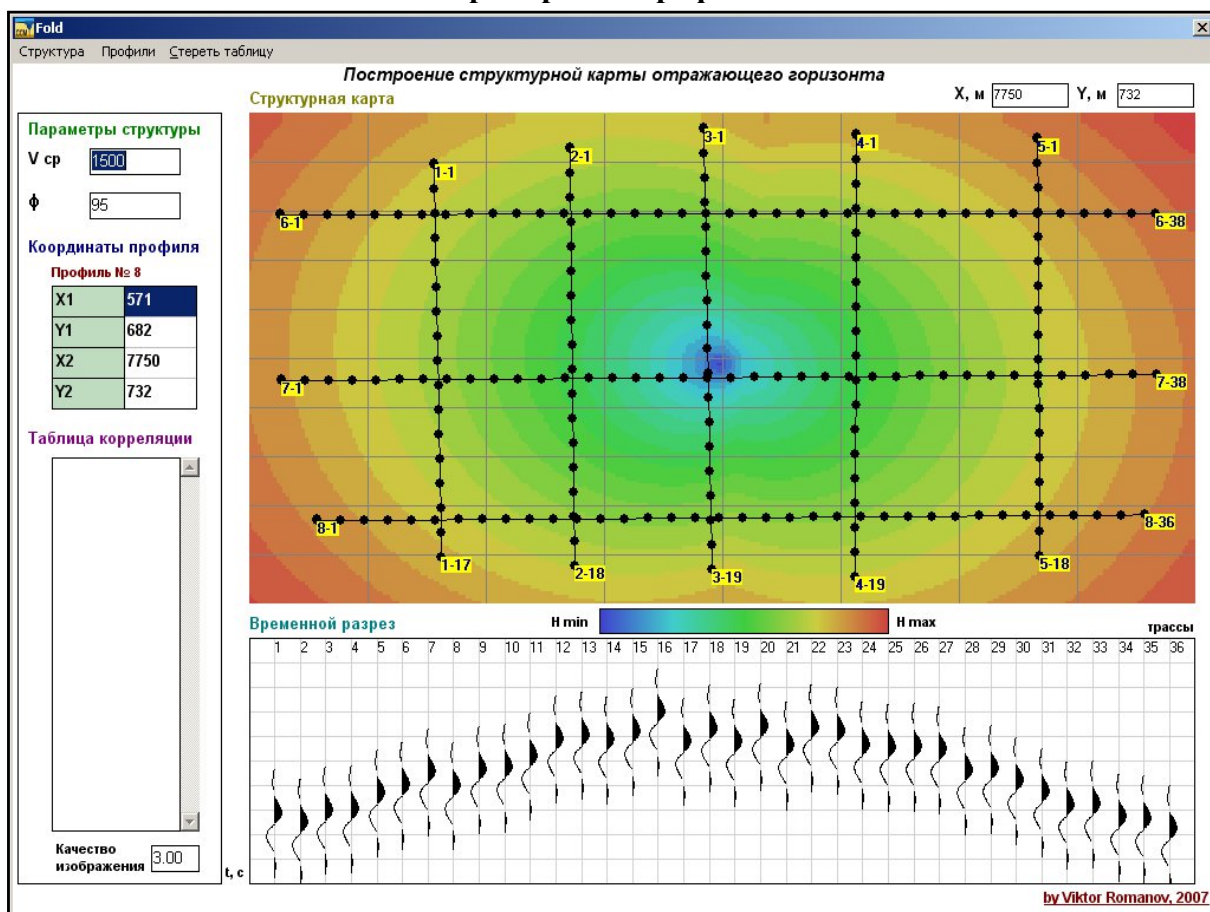 Fold
Структура Профили Стереть таблицу
Построение структурной карты отражающего горизонта
Структурная карта
X, м 7750 Y, м 732
Параметры структуры
V ср 1500
ϕ 95
Координаты профиля
Профиль № 8
X1 571
Y1 682
X2 7750
Y2 732
Таблица корреляции
Качество
изображения 3.00
3-1
4-1
5-1
2-1
1-1
6-1
6-38
7-1
7-38
8-1
8-36
1-17
2-18
3-19
4-19
5-18
Временной разрез
H min
H max
трассы
1 2 3 4 5 6 7 8 9 10 11 12 13 14 15 16 17 18 19 20 21 22 23 24 25 26 27 28 29 30 31 32 33 34 35 36
t, c
by Viktor Romanov, 2007